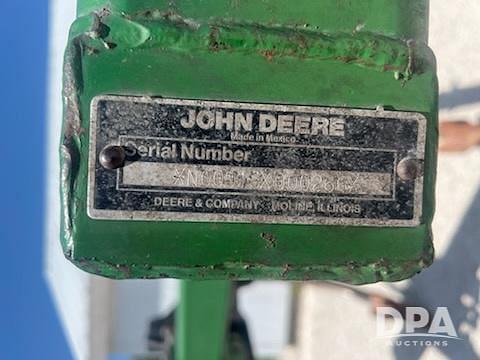 JOHN DEERE
Made in Mexico
Serial Number
DEERE & COMPANY MOLINE, ILLINOIS
DPA
AUCTIONS